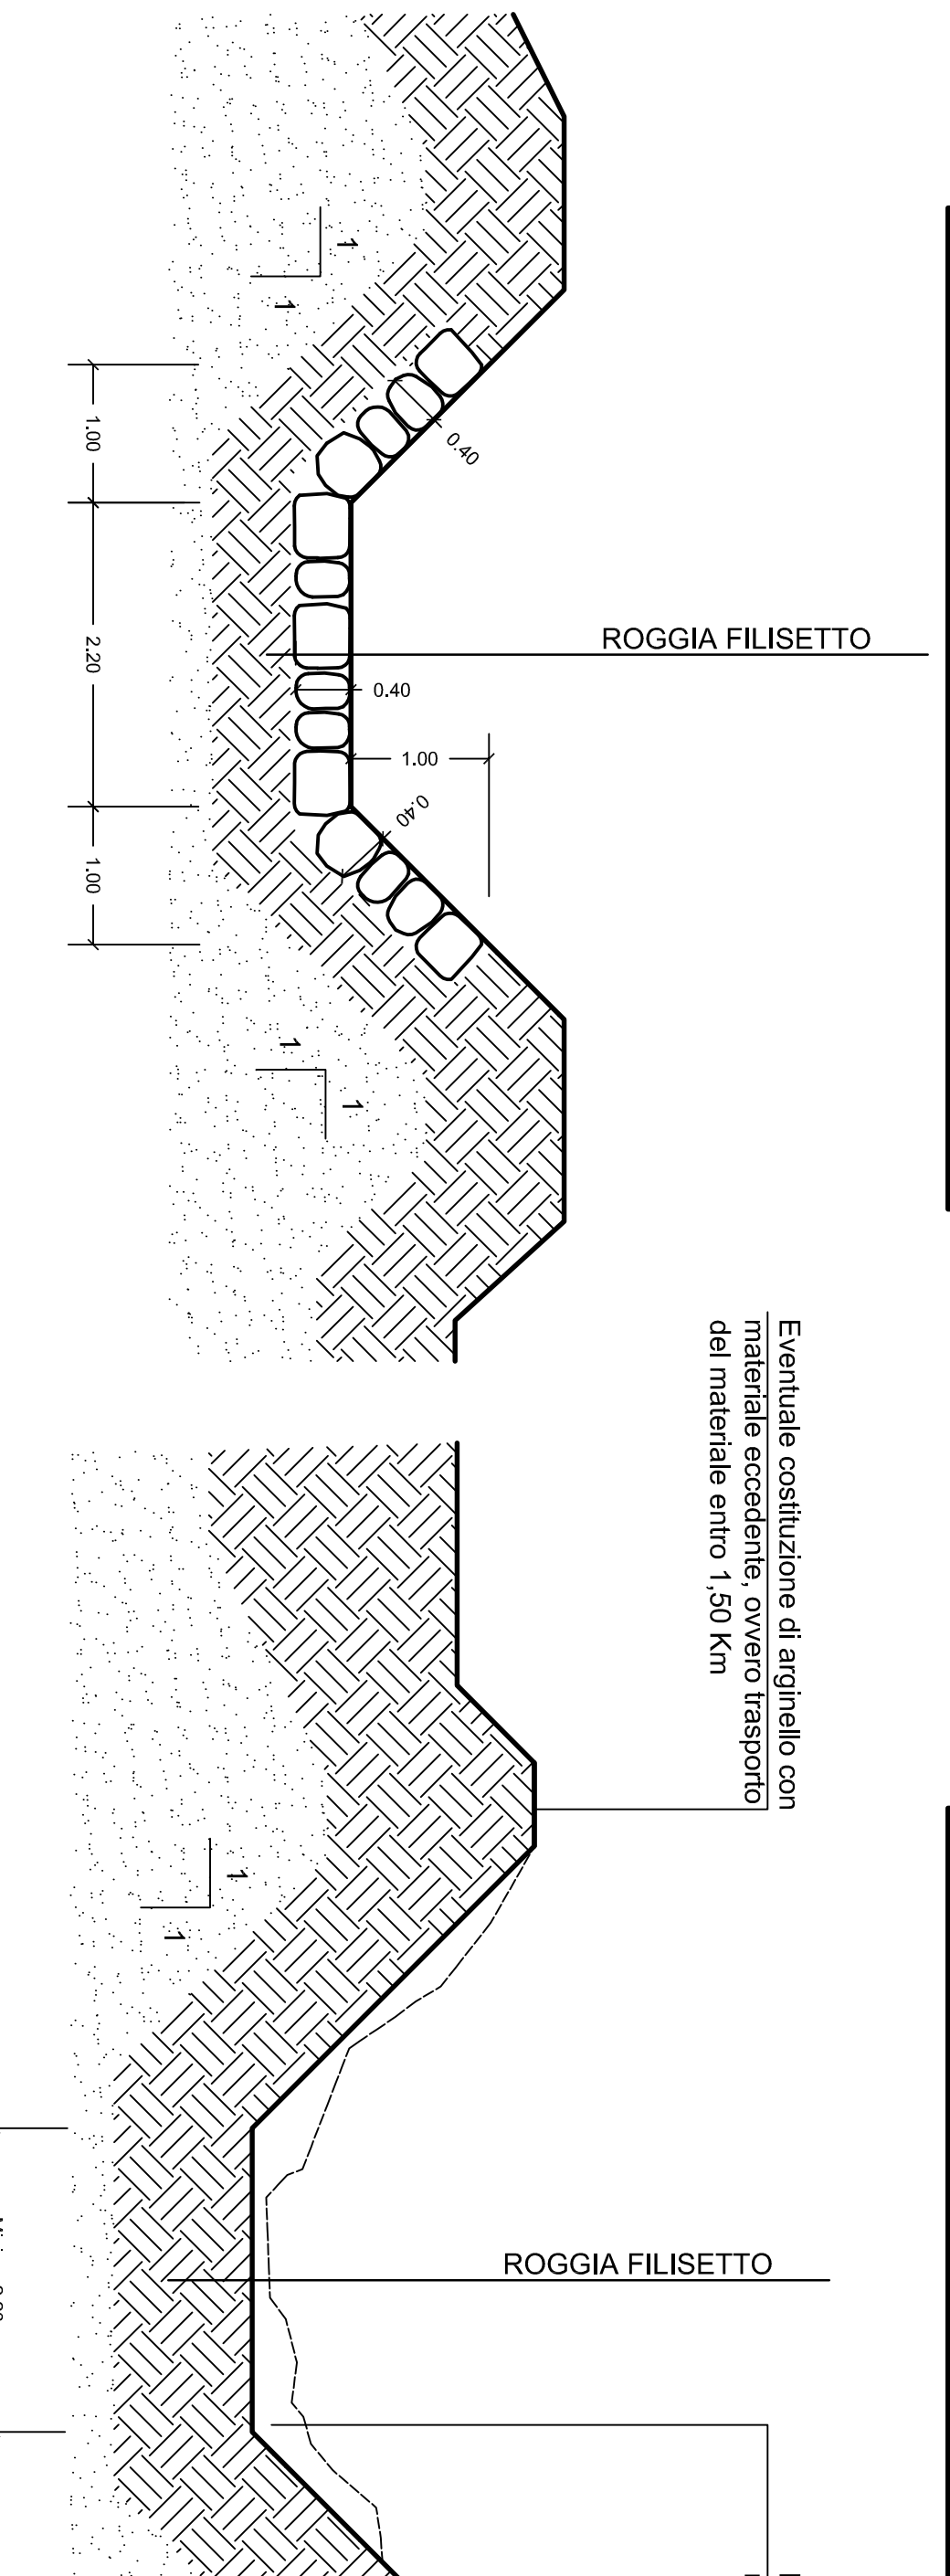 ROGGIA FILISETTO
1
1
0.40
0.40
1.00
0.40
1
1
1.00
2.20
1.00
Eventuale costituzione di arginello con
materiale eccedente, ovvero trasporto
del materiale entro 1,50 Km
1
1
ROGGIA FILISETTO